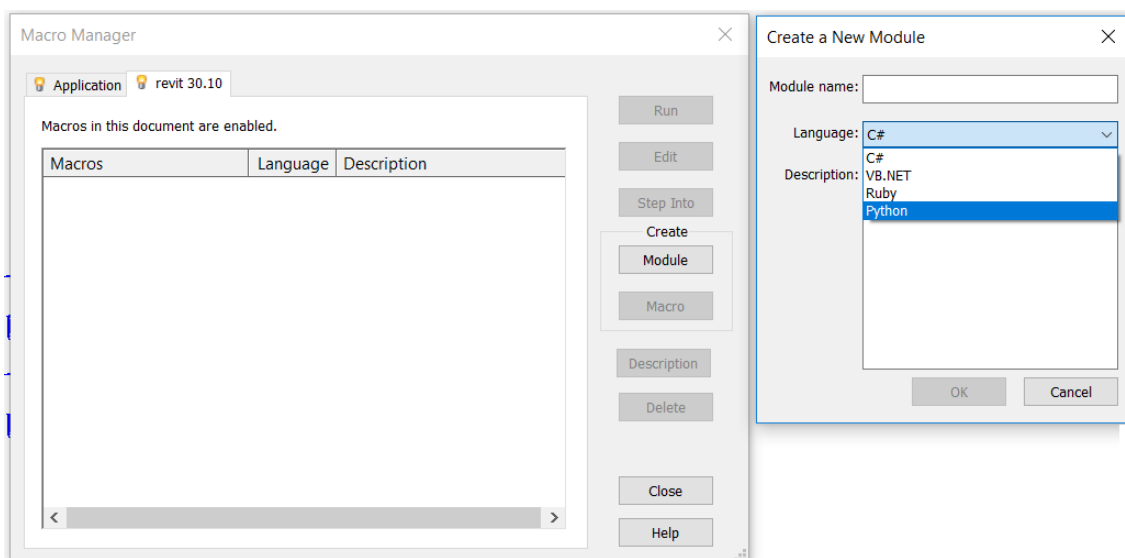 Macro Manager
Application
revit 30.10
Macros in this document are enabled.
Macros Language Description
Run
Edit
Step Into
Create
Module
Macro
Description
Delete
Close
Help
Create a New Module
Module name:
Language: C#
C#
Description: VB.NET
Ruby
Python
OK Cancel